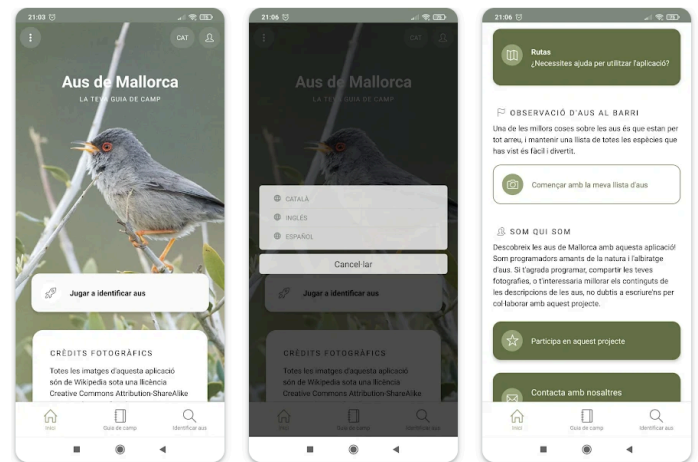 21:03
CAT
Aus de Mallorca
LA TEVA GUIA DE CAMP
Jugar a identificar aus
CRÈDITS FOTOGRÀFICS
Totes les imatges d'aquesta aplicació
són de Wikipedia sota una llicència
Creative Commons Attribution-ShareAlike
Inici
Guia de camp
Identificar aus
21:06
CAT
Aus de Mallorca
LA TEVA GUIA DE CAMP
CATALÀ
INGLÉS
ESPAÑOL
Cancel·lar
Jugar a identificar aus
CRÈDITS FOTOGRÀFICS
Totes les imatges d'aquesta aplicació
són de Wikipedia sota una llicència
Creative Commons Attribution-ShareAlike
Inici
Guia de camp
Identificar aus
21:06
Rutas
¿Necessites ajuda per utilitzar l'aplicació?
OBSERVACIÓ D'AUS AL BARRI
Una de les millors coses sobre les aus és que estan per
tot arreu, i mantenir una llista de totes les espècies que
has vist és fàcil i divertit.
Començar amb la meva llista d'aus
SOM QUI SOM
Descobreix les aus de Mallorca amb aquesta aplicació!
Som programadors amants de la natura i l'albiratge
d'aus. Si t'agrada programar, compartir les teves
fotografies, o t'interessaria millorar els continguts de
les descripcions de les aus, no dubtis a escriure'ns per
col·laborar amb aquest projecte.
Participa en aquest projecte
Contacta amb nosaltres
Inici
Guia de camp
Identificar aus